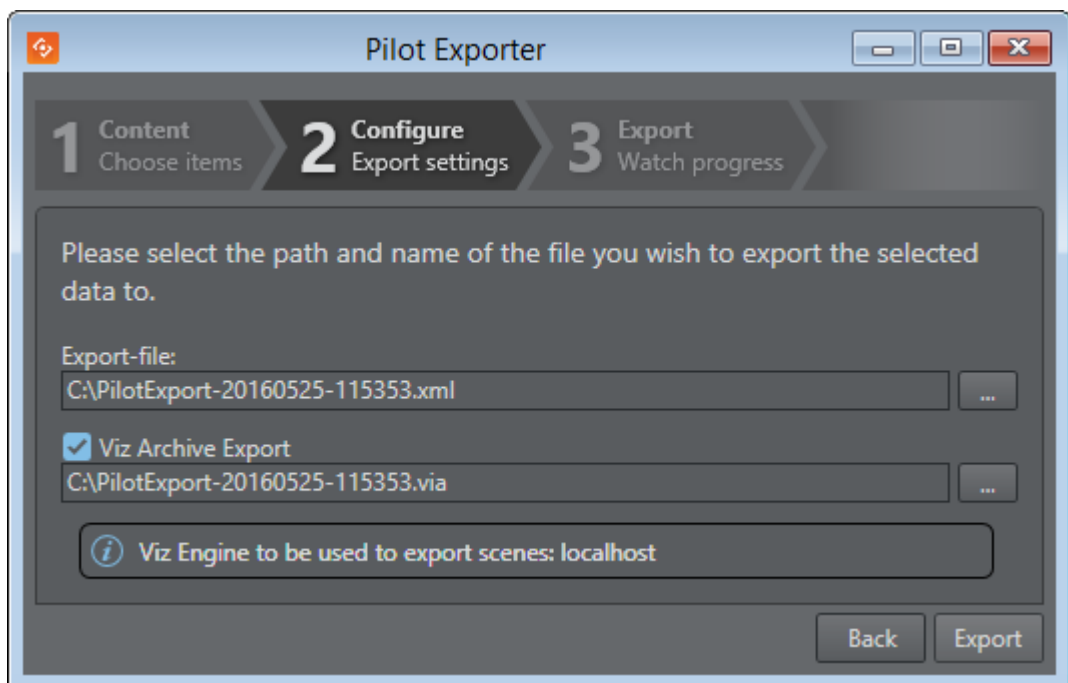 Pilot Exporter
1 Content
Choose items
2 Configure
Export settings
3 Export
Watch progress
Please select the path and name of the file you wish to export the selected
data to.
Export-file:
C:\PilotExport-20160525-115353.xml
...
Viz Archive Export
C:\PilotExport-20160525-115353.via
...
i Viz Engine to be used to export scenes: localhost
Back
Export